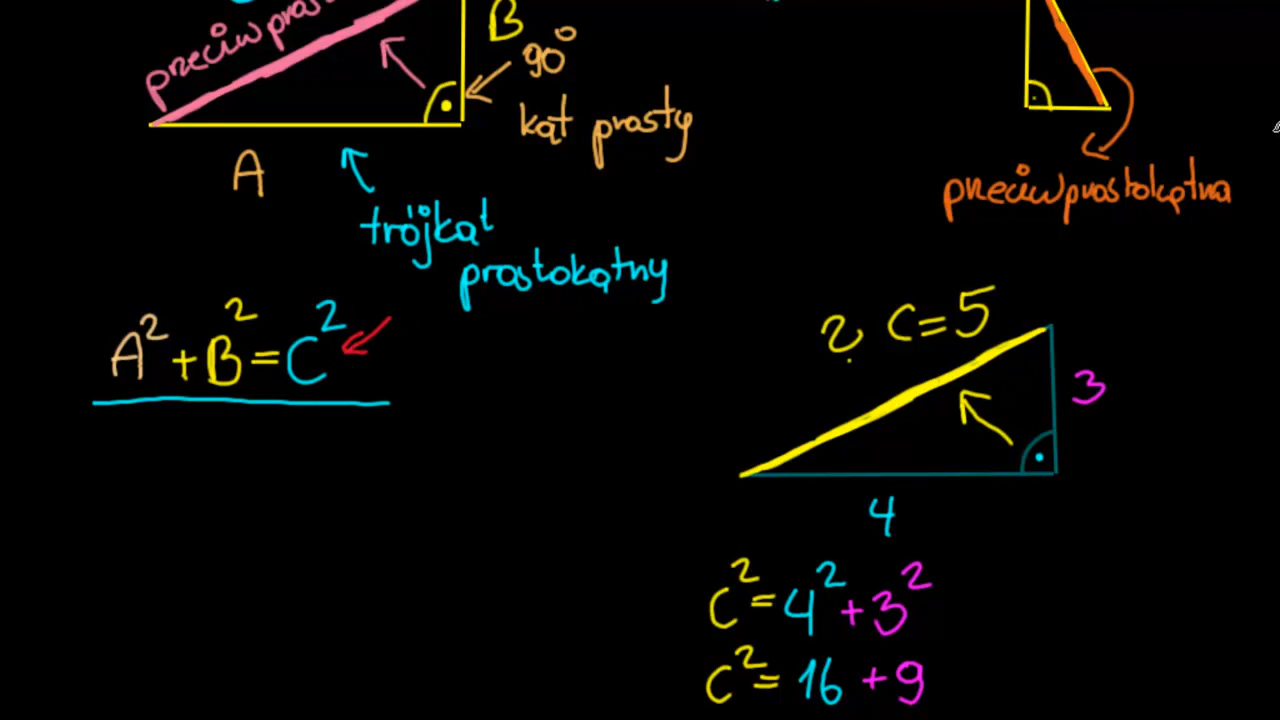 B
90°
kąt prosty
A
trójkąt
prostokątny
A² + B² = C²
przeciwprostokątna
? C = 5
3
4
C² = 4² + 3²
C² = 16 + 9